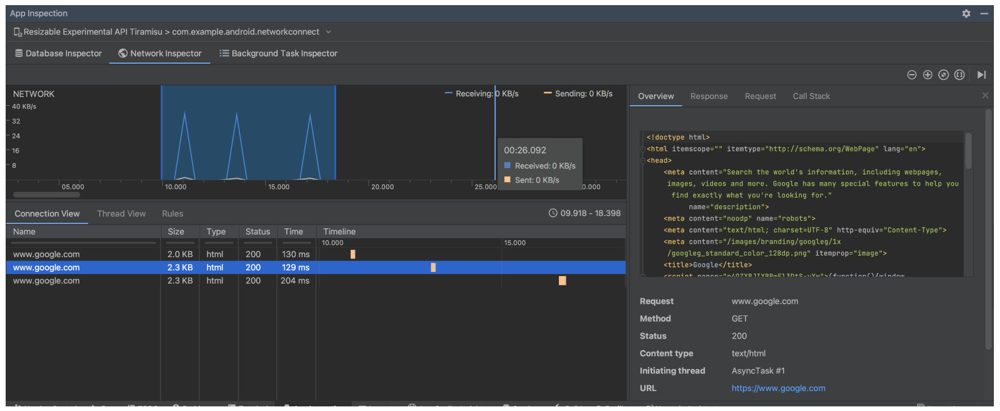 App Inspection
Resizable Experimental API Tiramisu > com.example.android.networkconnect
Database Inspector Network Inspector Background Task Inspector
NETWORK
Receiving: 0 KB/s Sending: 0 KB/s
40 KB/s
32
24
16
8
00:26.092
Received: 0 KB/s
Sent: 0 KB/s
05.000 10.000 15.000 20.000 25.000 0.000
Connection View Thread View Rules 09.918 - 18.398
Name Size Type Status Time Timeline
10.000 15.000
www.google.com 2.0 KB html 200 130 ms
www.google.com 2.3 KB html 200 129 ms
www.google.com 2.3 KB html 200 204 ms
Overview Response Request Call Stack
<!doctype html>
<html itemscope="" itemtype="http://schema.org/WebPage" lang="en">
<head>
<meta content="Search the world's information, including webpages,
images, videos and more. Google has many special features to help you
find exactly what you're looking for."
name="description">
<meta content="noodp" name="robots">
<meta content="text/html; charset=UTF-8" http-equiv="Content-Type">
<meta content="/images/branding/googleg/1x
/googleg_standard_color_128dp.png" itemprop="image">
<title>Google</title>
Request www.google.com
Method GET
Status 200
Content type text/html
Initiating thread AsyncTask #1
URL https://www.google.com